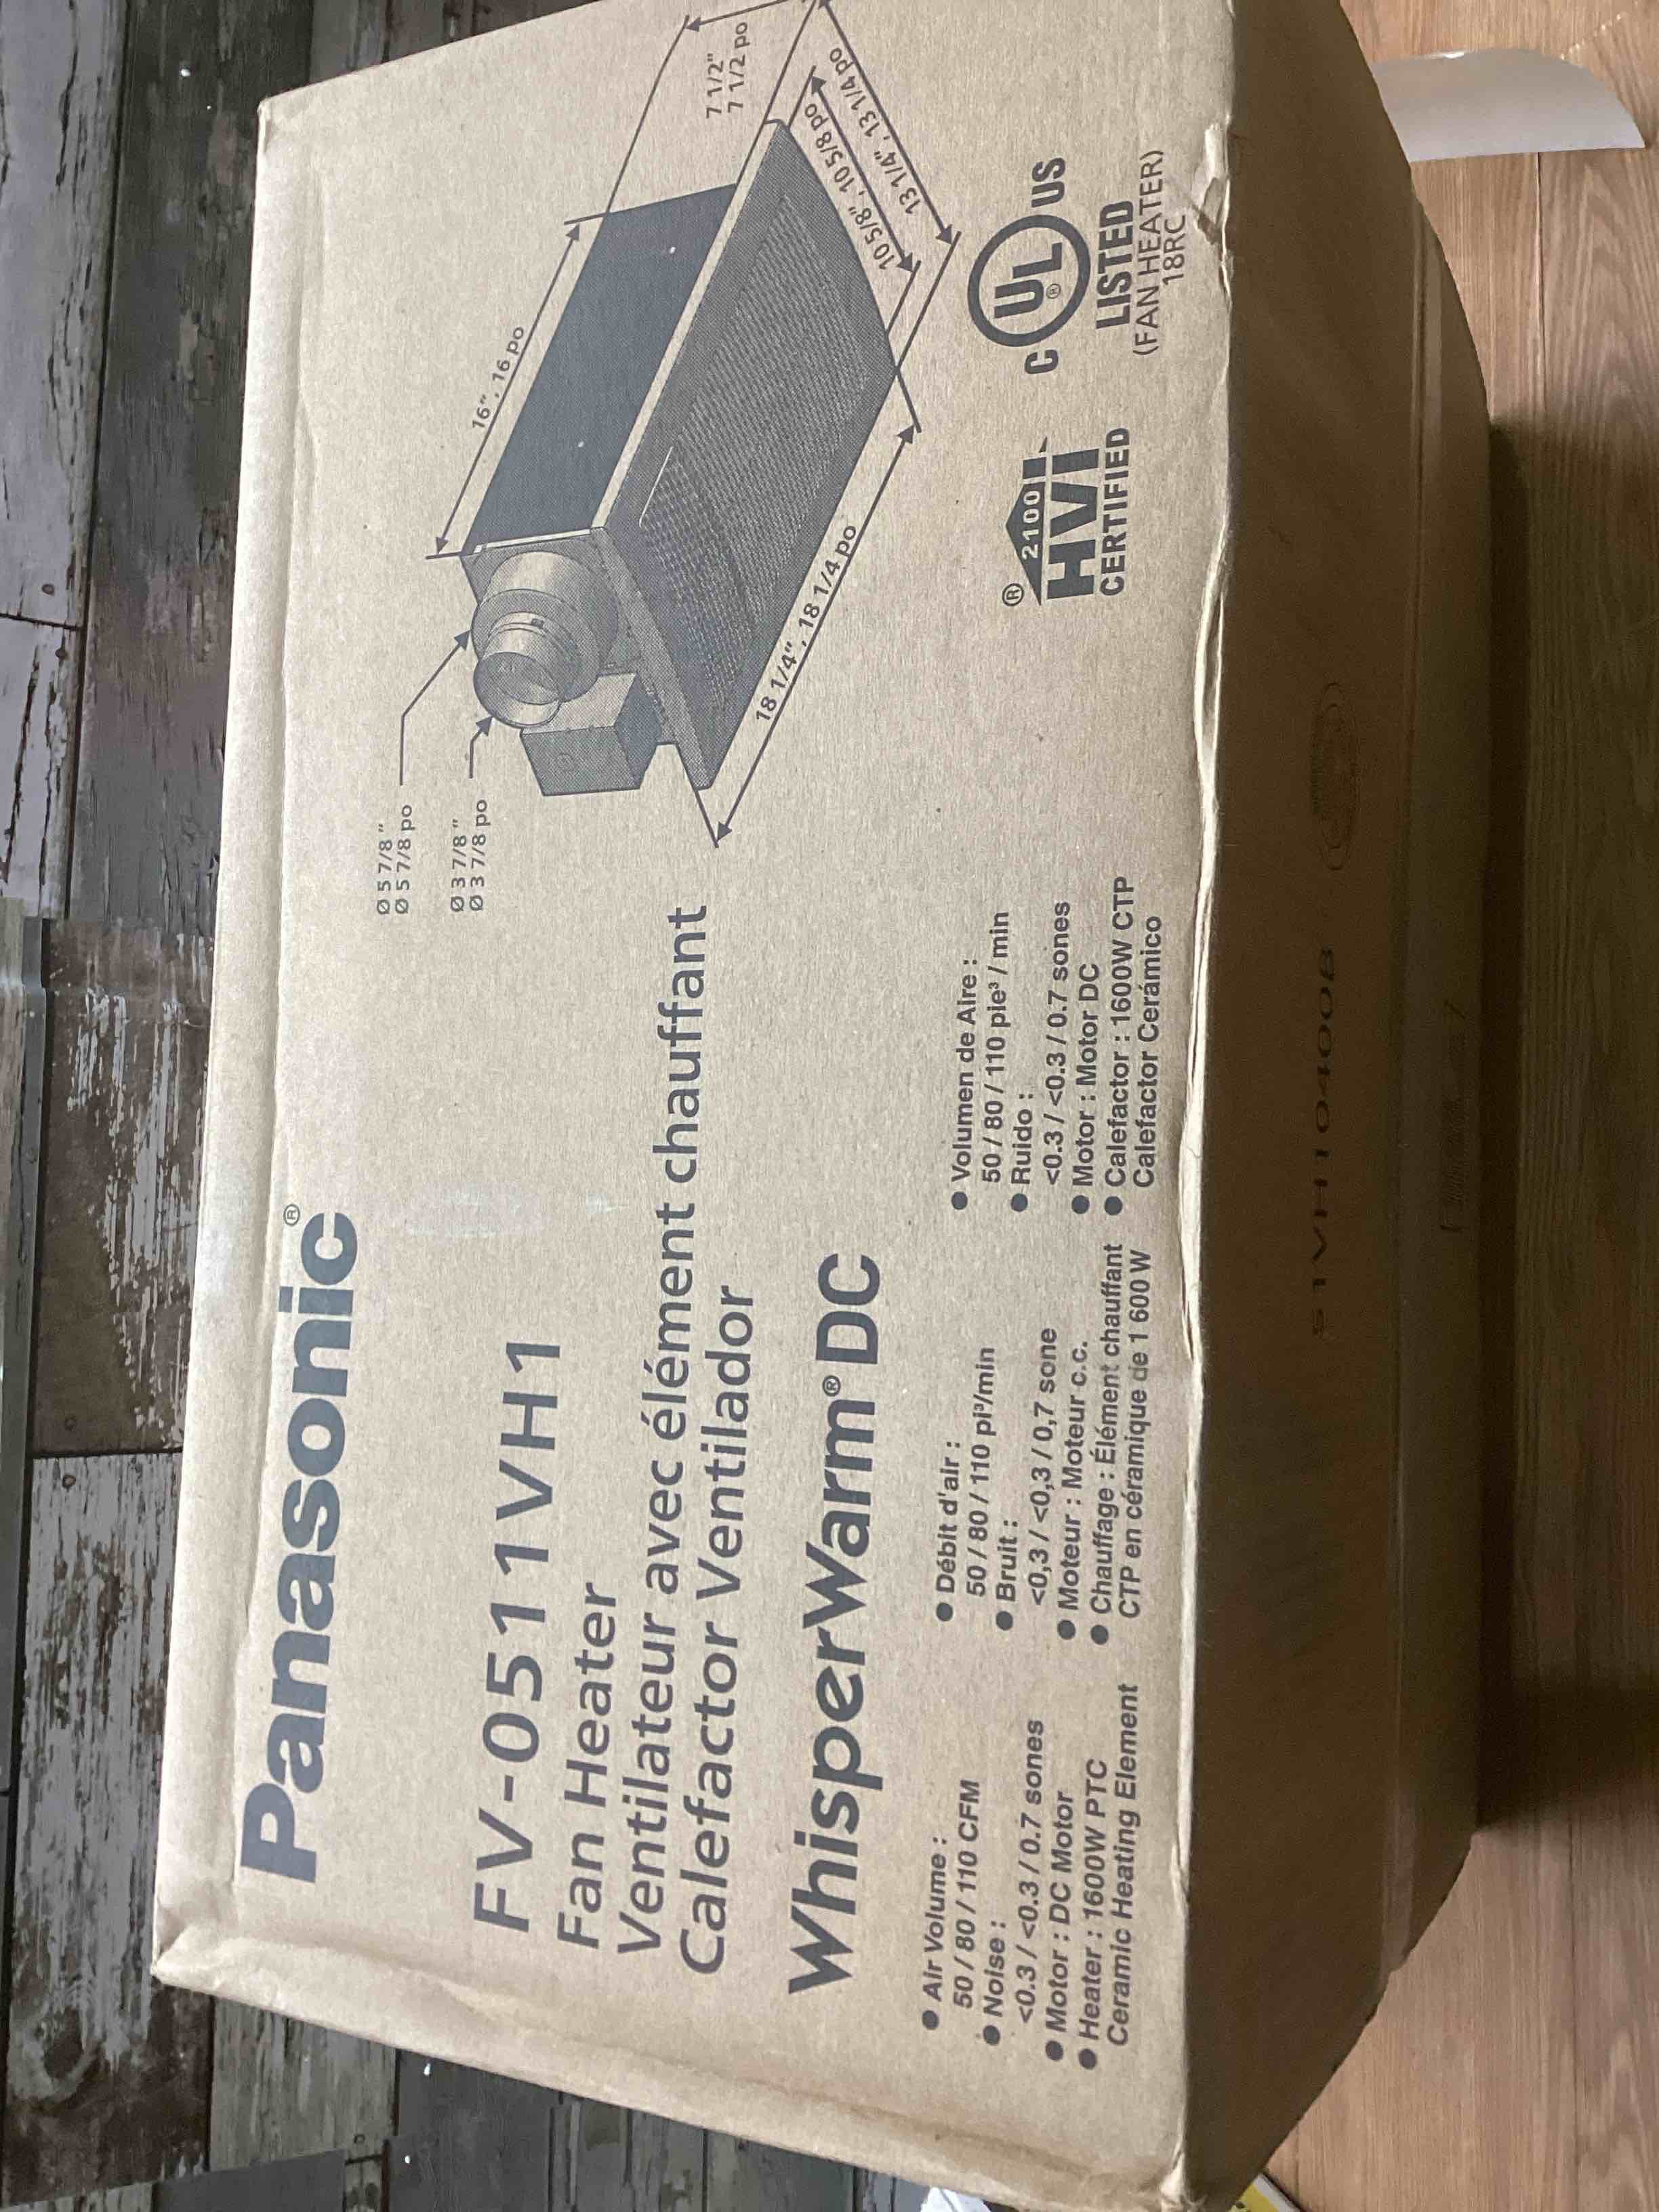 Panasonic®
FV-0511VH1
Fan Heater
Ventilateur avec élément chauffant
Calefactor Ventilador
WhisperWarm® DC
● Air Volume :
50 / 80 / 110 CFM
● Noise :
<0.3 / <0.3 / 0.7 sones
● Motor : DC Motor
● Heater : 1600W PTC
Ceramic Heating Element
● Débit d'air :
50 / 80 / 110 pi³/min
● Bruit :
<0,3 / <0,3 / 0,7 sone
● Moteur : Moteur c.c.
● Chauffage : Élément chauffant
CTP en céramique de 1 600 W
● Volumen de Aire :
50 / 80 / 110 pie³ / min
● Ruido :
<0.3 / <0.3 / 0.7 sones
● Motor : Motor DC
● Calefactor : 1600W CTP
Calefactor Cerámico
Ø 5 7/8"
Ø 5 7/8 po
Ø 3 7/8"
Ø 3 7/8 po
16", 16 po
7 1/2"
7 1/2 po
10 5/8", 10 5/8 po
13 1/4", 13 1/4 po
18 1/4", 18 1/4 po
®
2100
HVI
CERTIFIED
C UL® US
LISTED
(FAN HEATER)
18RC
51VH10400B